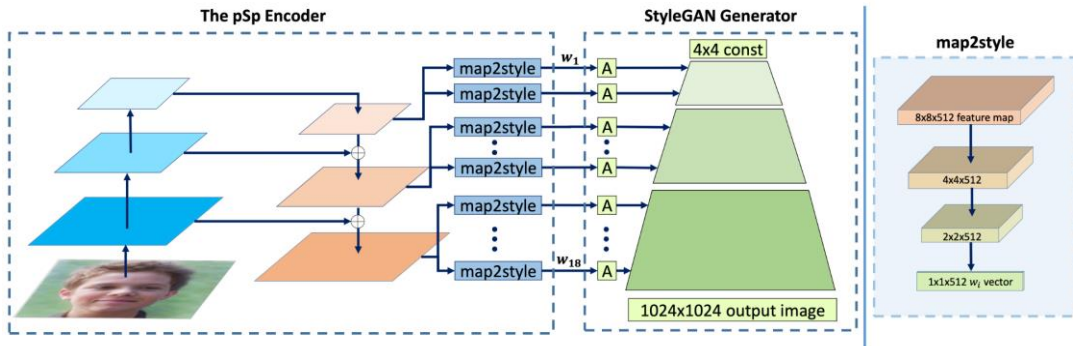 The pSp Encoder
StyleGAN Generator
map2style
map2style
map2style
map2style
map2style
map2style
w₁
w₁₈
A
A
A
A
A
A
4x4 const
1024x1024 output image
map2style
8x8x512 feature map
4x4x512
2x2x512
1x1x512 wᵢ vector